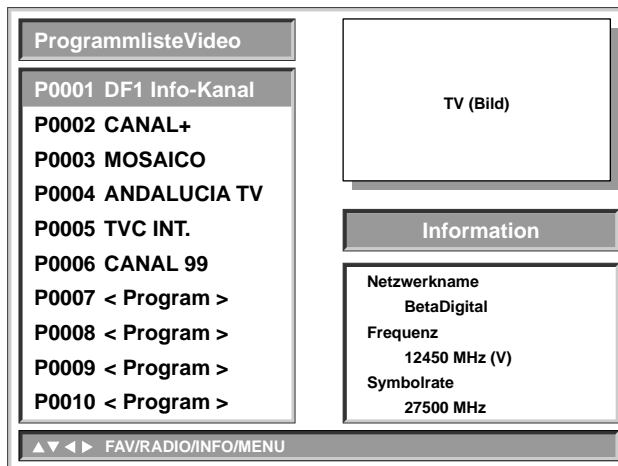 ProgrammlisteVideo
P0001 DF1 Info-Kanal
P0002 CANAL+
P0003 MOSAICO
P0004 ANDALUCIA TV
P0005 TVC INT.
P0006 CANAL 99
P0007 < Program >
P0008 < Program >
P0009 < Program >
P0010 < Program >
TV (Bild)
Information
Netzwerkname
BetaDigital
Frequenz
12450 MHz (V)
Symbolrate
27500 MHz
▲▼◄► FAV/RADIO/INFO/MENU